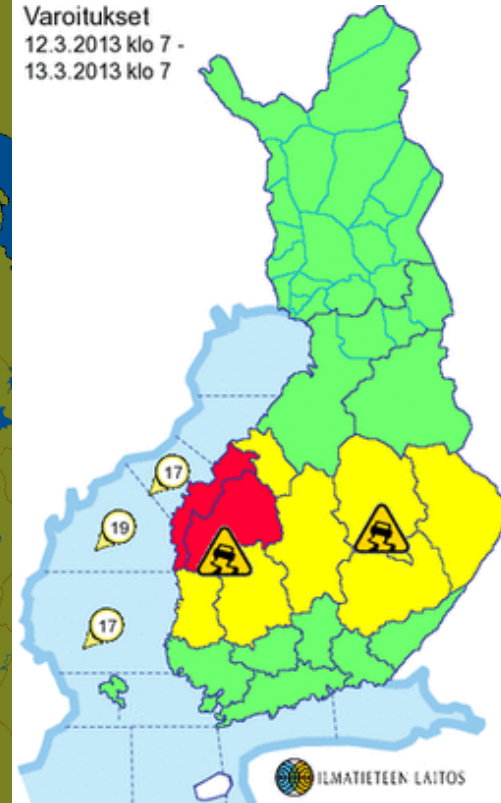 Varoitukset
12.3.2013 klo 7 -
13.3.2013 klo 7
17
19
17
ILMATIETEEN LAITOS